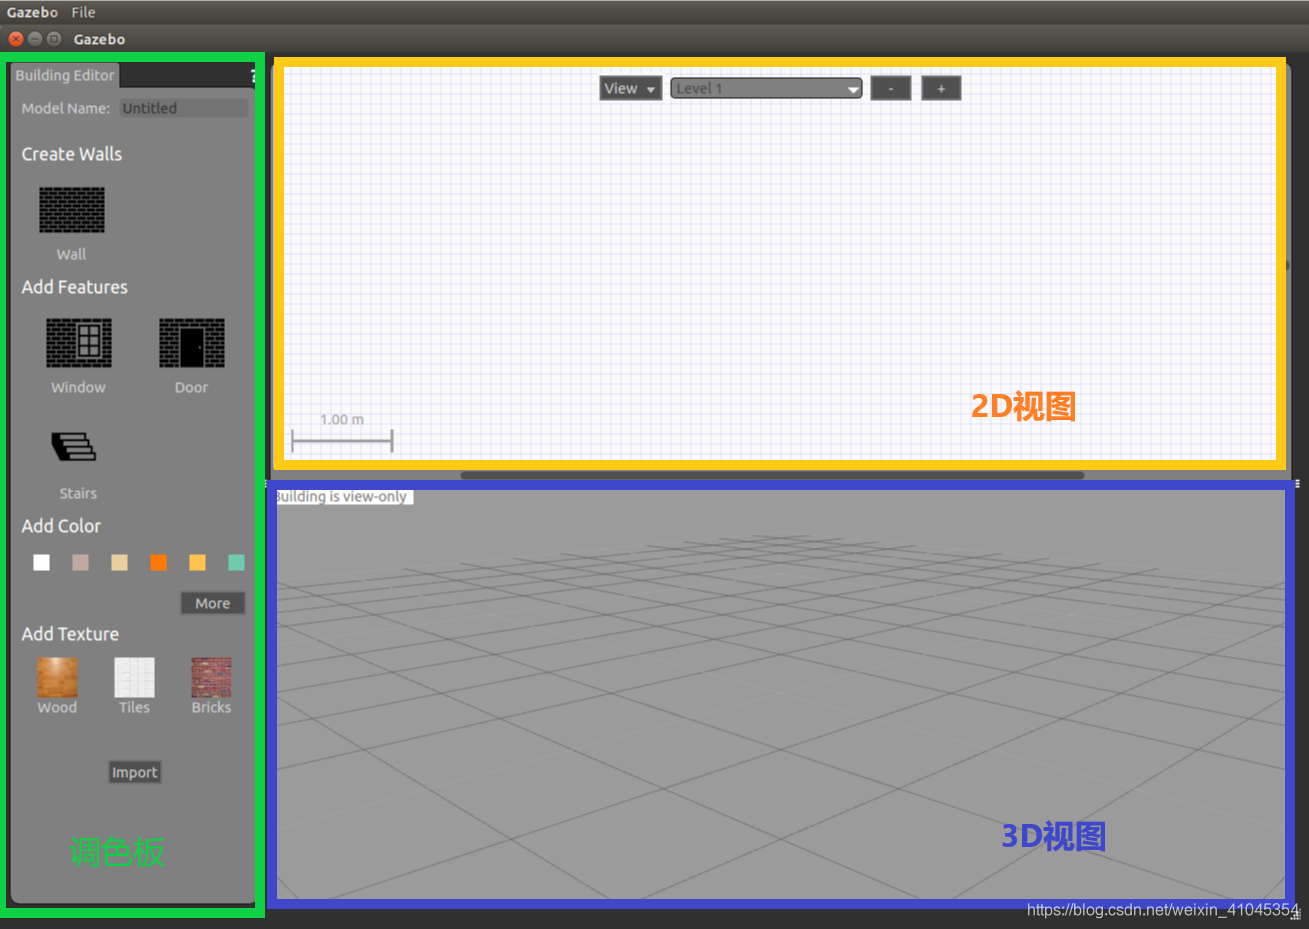 Gazebo File
Gazebo
Building Editor
?
Model Name: Untitled
Create Walls
Wall
Add Features
Window Door
Stairs
Add Color
More
Add Texture
Wood Tiles Bricks
Import
调色板
View Level 1 - +
2D视图
1.00 m
Building is view-only
3D视图
https://blog.csdn.net/weixin_41045354